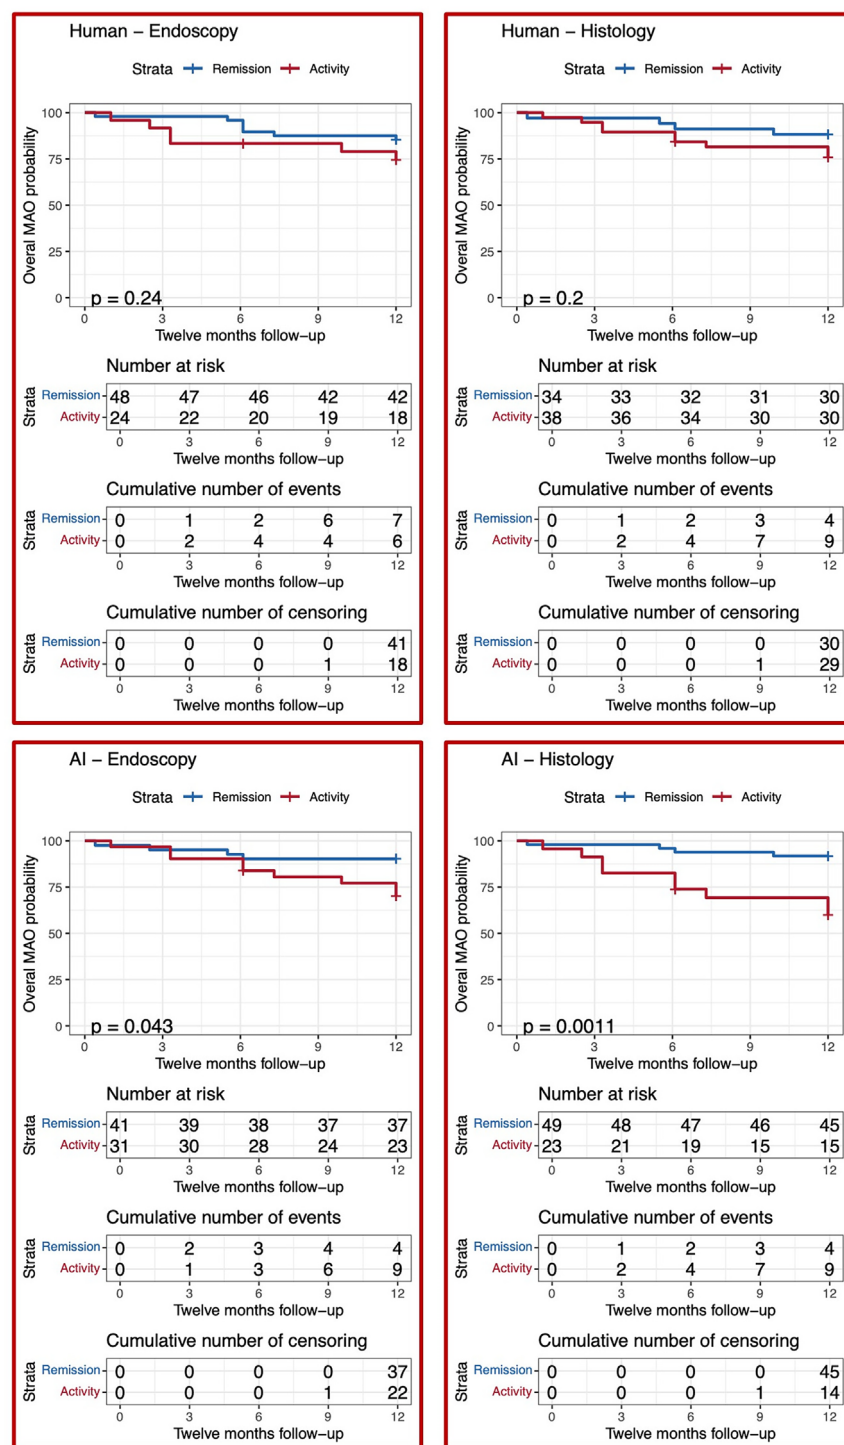 Human – Endoscopy
Strata Remission Activity
Overal MAO probability
100
75
50
25
0
p = 0.24
0 3 6 9 12
Twelve months follow–up
Number at risk
Strata
Remission 48 47 46 42 42
Activity 24 22 20 19 18
0 3 6 9 12
Twelve months follow–up
Cumulative number of events
Strata
Remission 0 1 2 6 7
Activity 0 2 4 4 6
0 3 6 9 12
Twelve months follow–up
Cumulative number of censoring
Strata
Remission 0 0 0 0 41
Activity 0 0 0 1 18
0 3 6 9 12
Twelve months follow–up
Human – Histology
Strata Remission Activity
Overal MAO probability
100
75
50
25
0
p = 0.2
0 3 6 9 12
Twelve months follow–up
Number at risk
Strata
Remission 34 33 32 31 30
Activity 38 36 34 30 30
0 3 6 9 12
Twelve months follow–up
Cumulative number of events
Strata
Remission 0 1 2 3 4
Activity 0 2 4 7 9
0 3 6 9 12
Twelve months follow–up
Cumulative number of censoring
Strata
Remission 0 0 0 0 30
Activity 0 0 0 1 29
0 3 6 9 12
Twelve months follow–up
AI – Endoscopy
Strata Remission Activity
Overal MAO probability
100
75
50
25
0
p = 0.043
0 3 6 9 12
Twelve months follow–up
Number at risk
Strata
Remission 41 39 38 37 37
Activity 31 30 28 24 23
0 3 6 9 12
Twelve months follow–up
Cumulative number of events
Strata
Remission 0 2 3 4 4
Activity 0 1 3 6 9
0 3 6 9 12
Twelve months follow–up
Cumulative number of censoring
Strata
Remission 0 0 0 0 37
Activity 0 0 0 1 22
0 3 6 9 12
Twelve months follow–up
AI – Histology
Strata Remission Activity
Overal MAO probability
100
75
50
25
0
p = 0.0011
0 3 6 9 12
Twelve months follow–up
Number at risk
Strata
Remission 49 48 47 46 45
Activity 23 21 19 15 15
0 3 6 9 12
Twelve months follow–up
Cumulative number of events
Strata
Remission 0 1 2 3 4
Activity 0 2 4 7 9
0 3 6 9 12
Twelve months follow–up
Cumulative number of censoring
Strata
Remission 0 0 0 0 45
Activity 0 0 0 1 14
0 3 6 9 12
Twelve months follow–up